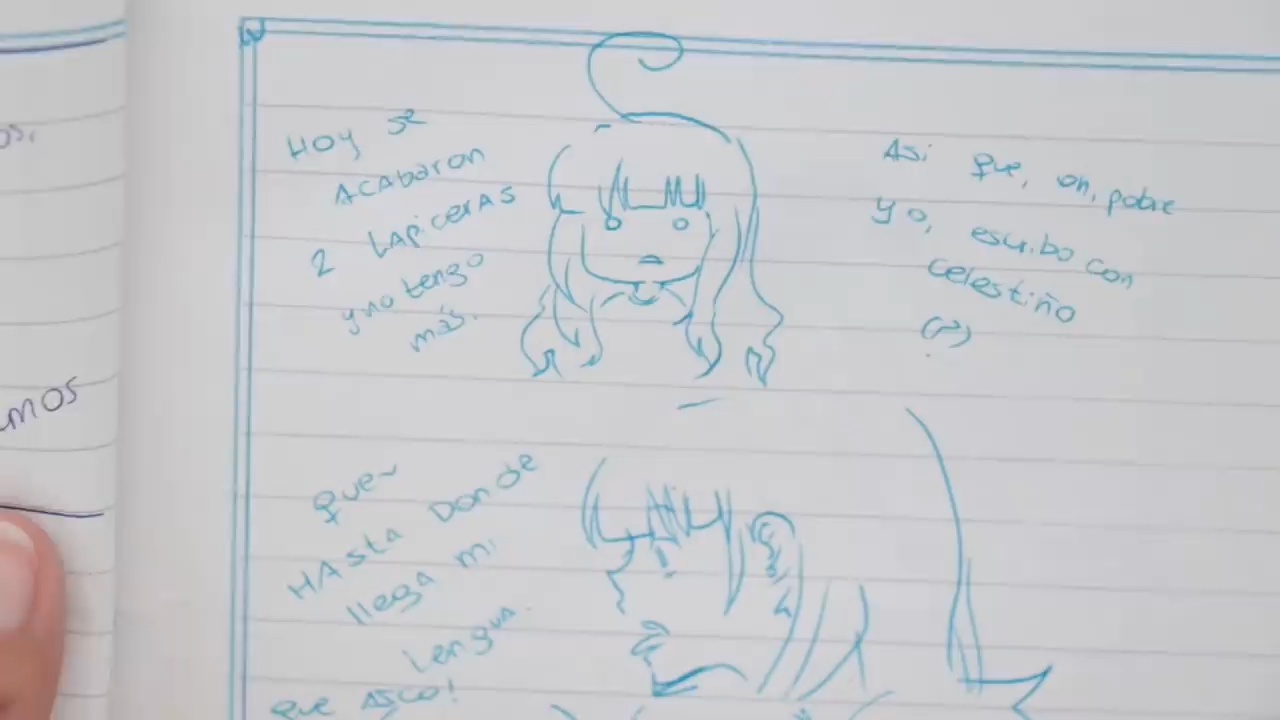 os.
mos
Hoy se
Acabaron
2 Lapiceras
y no tengo
más.
Asi que, oh, pobre
yo, escribo con
celestiño
(?)
que~
Hasta Donde
llega mi
Lengua.
que Asco!